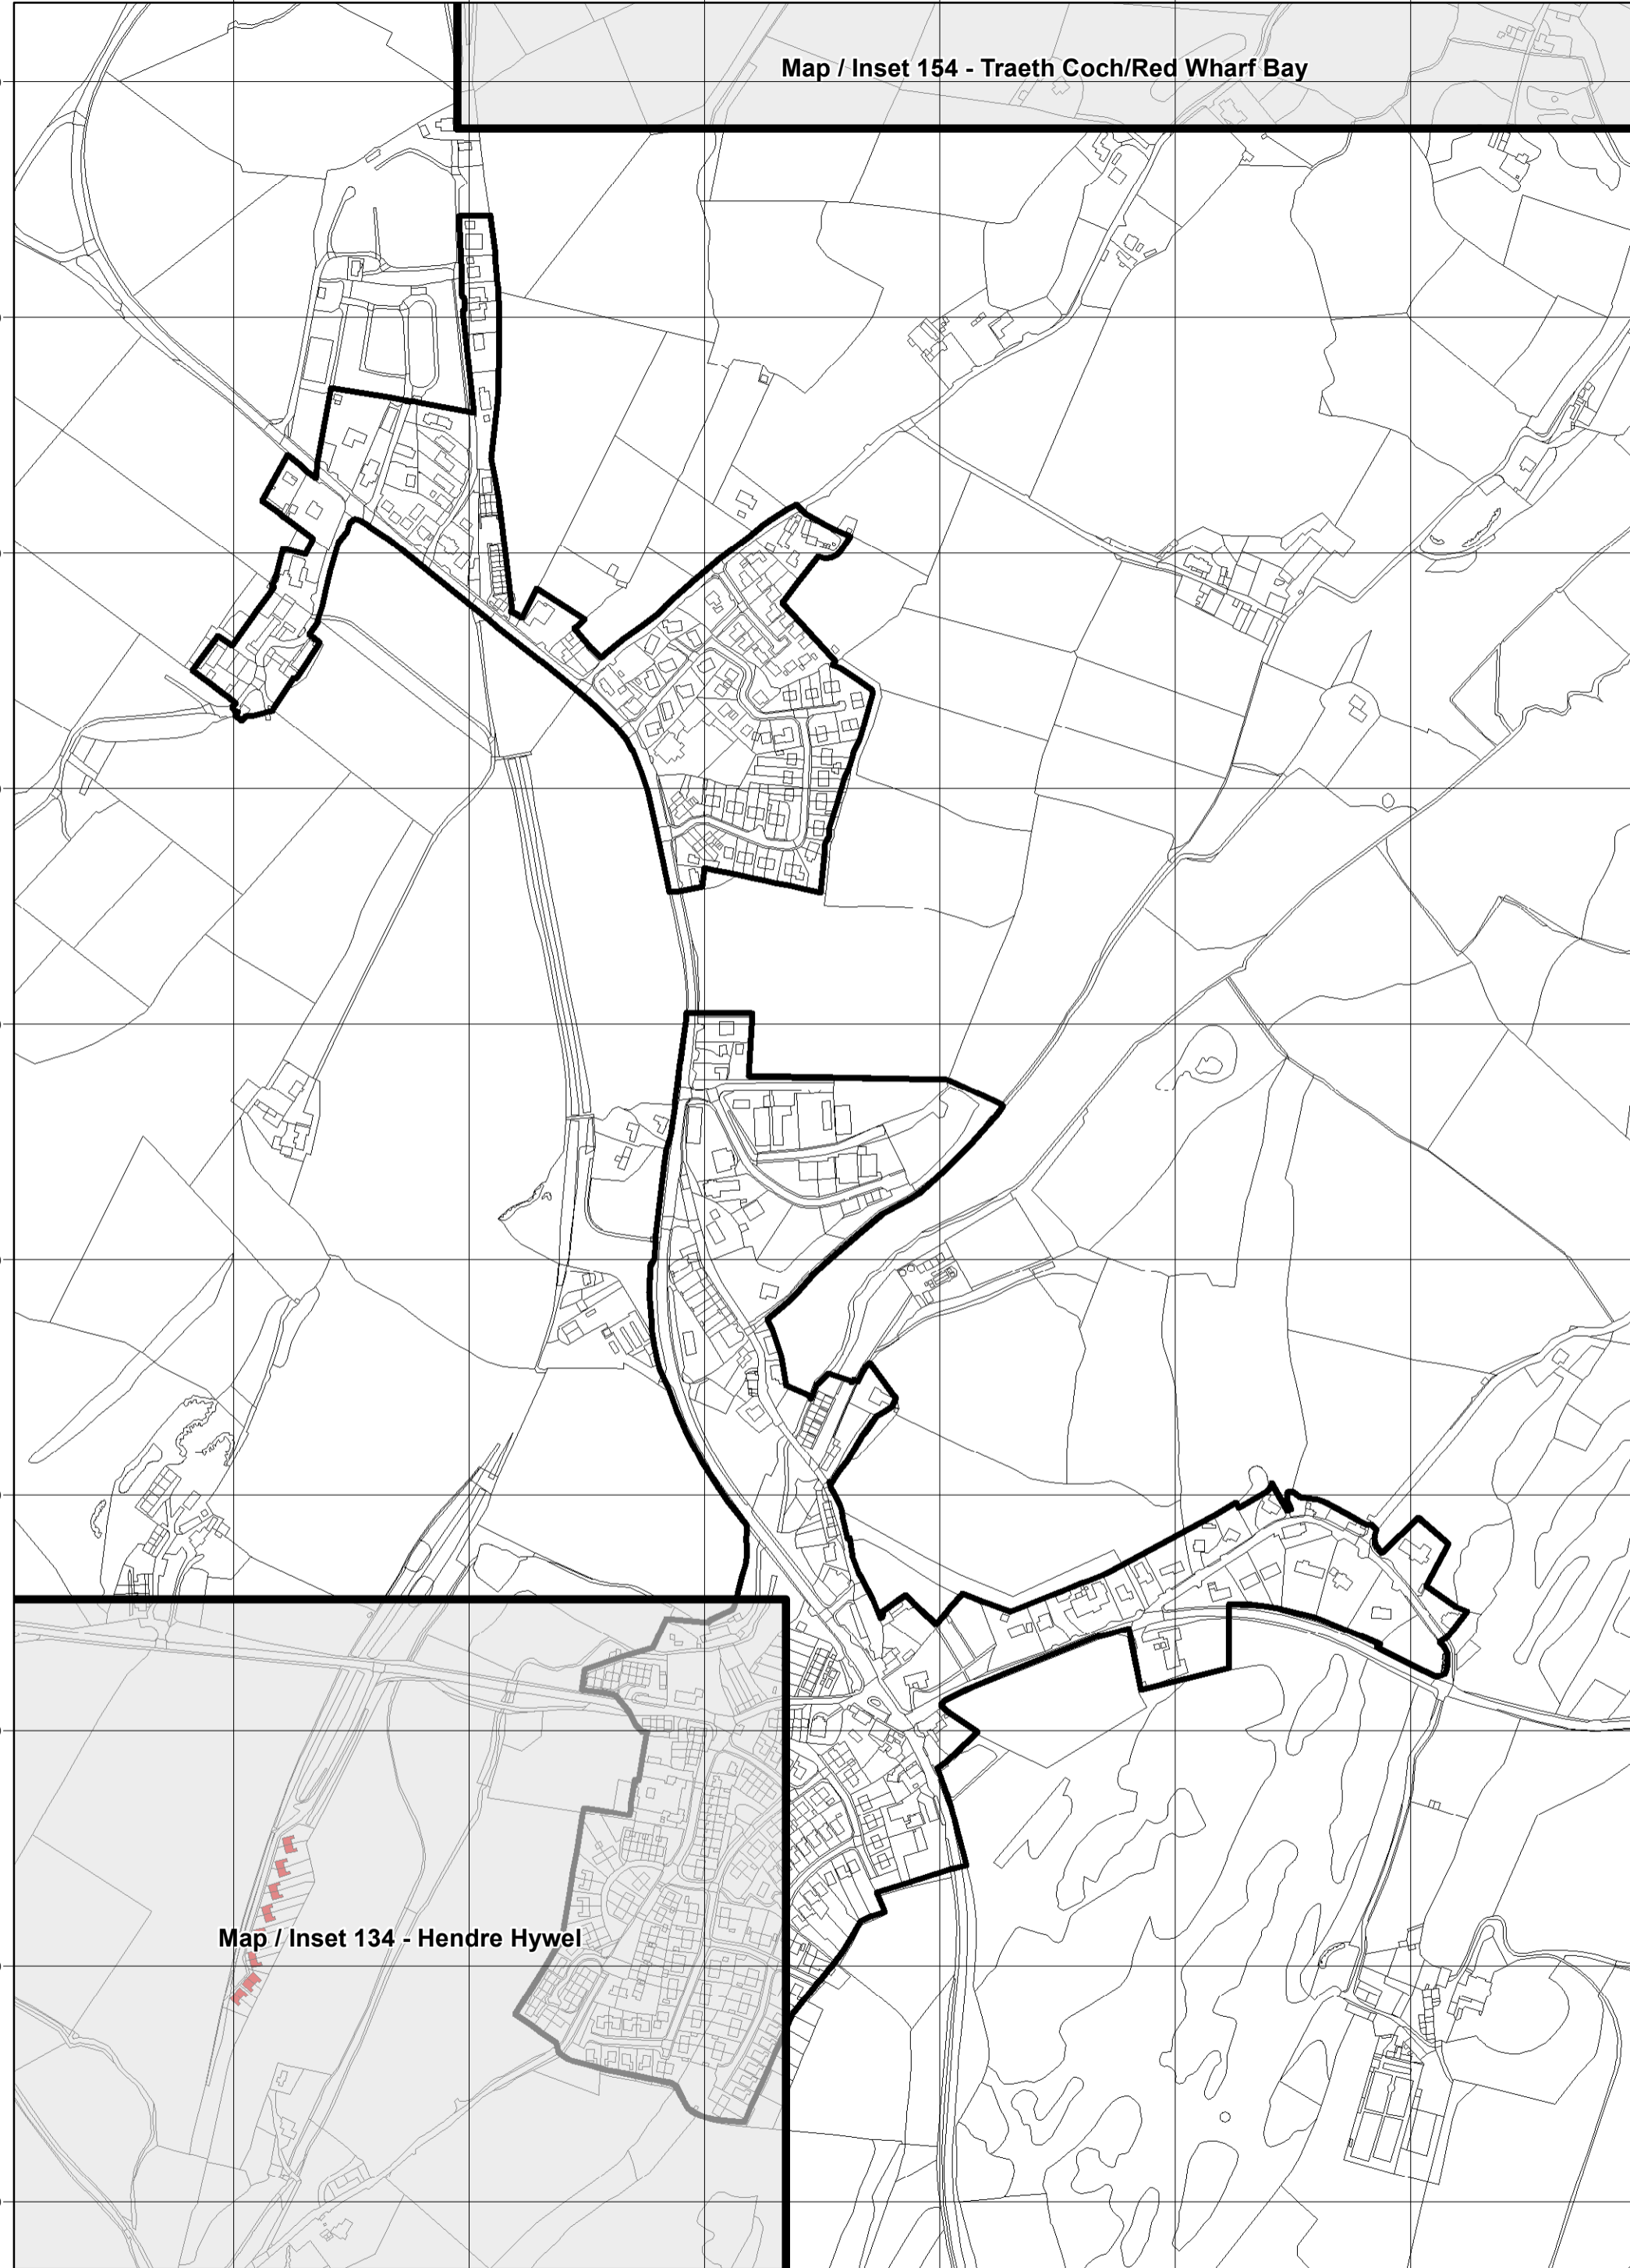 Map / Inset 154 - Traeth Coch/Red Wharf Bay
Map / Inset 134 - Hendre Hywel